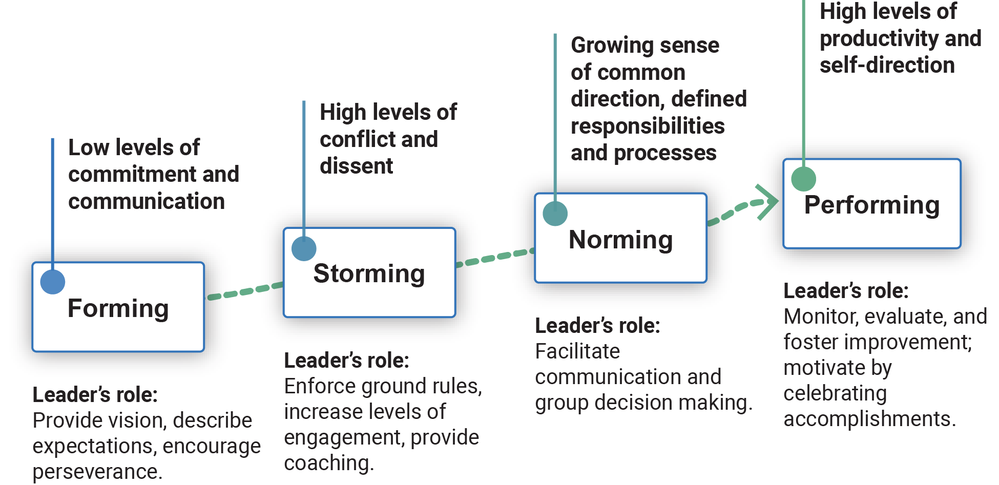 Low levels of
commitment and
communication
Forming
Leader’s role:
Provide vision, describe
expectations, encourage
perseverance.
High levels of
conflict and
dissent
Storming
Leader’s role:
Enforce ground rules,
increase levels of
engagement, provide
coaching.
Growing sense
of common
direction, defined
responsibilities
and processes
Norming
Leader’s role:
Facilitate
communication and
group decision making.
High levels of
productivity and
self-direction
Performing
Leader’s role:
Monitor, evaluate, and
foster improvement;
motivate by
celebrating
accomplishments.